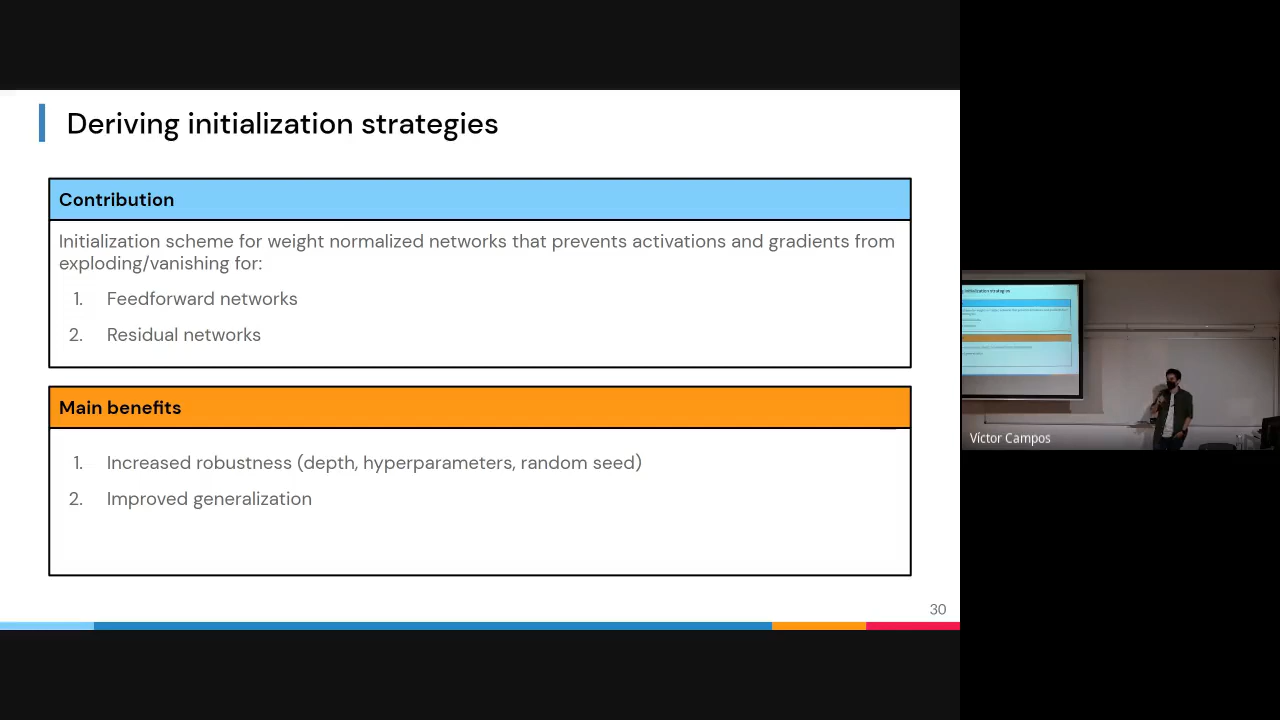 Deriving initialization strategies
Contribution
Initialization scheme for weight normalized networks that prevents activations and gradients from
exploding/vanishing for:
1. Feedforward networks
2. Residual networks
Main benefits
1. Increased robustness (depth, hyperparameters, random seed)
2. Improved generalization
30
Víctor Campos